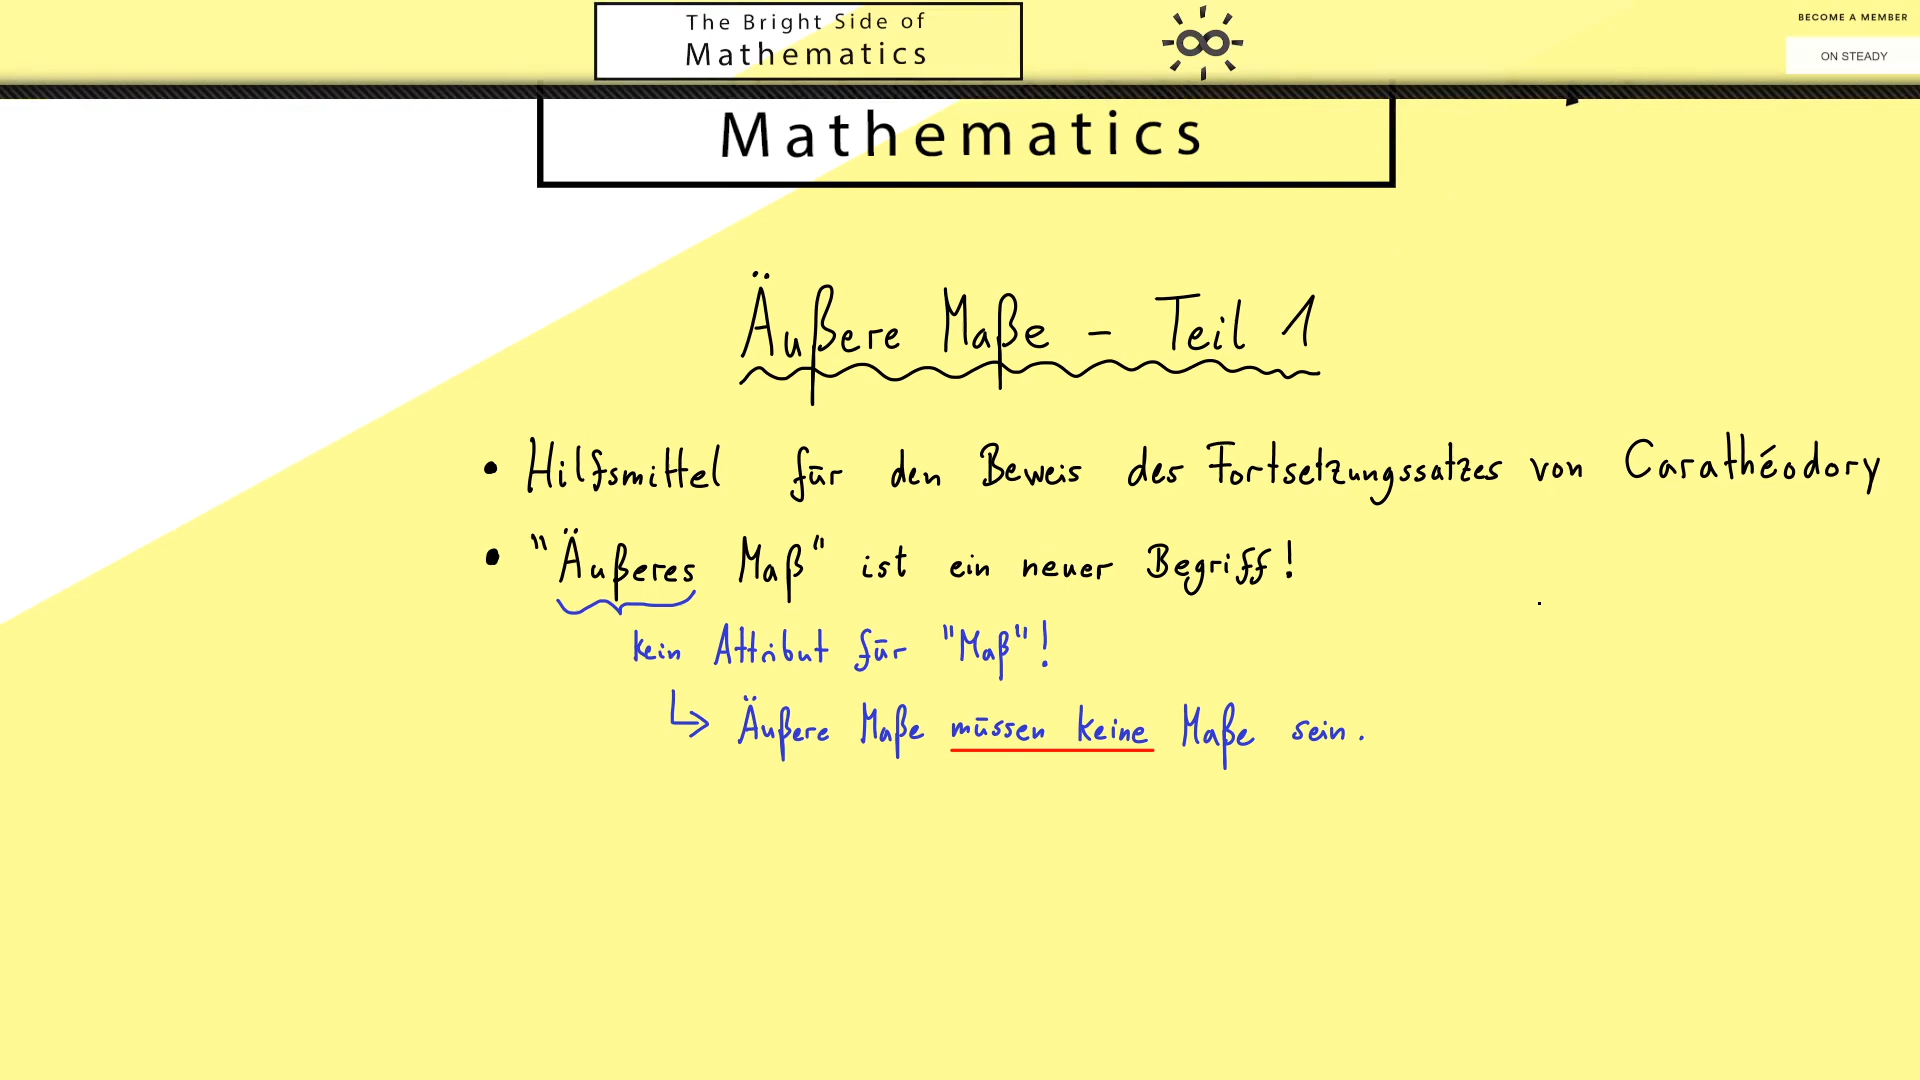 The Bright Side of
Mathematics
BECOME A MEMBER
ON STEADY
Mathematics
Äußere Maße – Teil 1
• Hilfsmittel für den Beweis des Fortsetzungssatzes von Carathéodory
• "Äußeres Maß" ist ein neuer Begriff!
kein Attribut für "Maß"!
↳ Äußere Maße müssen keine Maße sein.